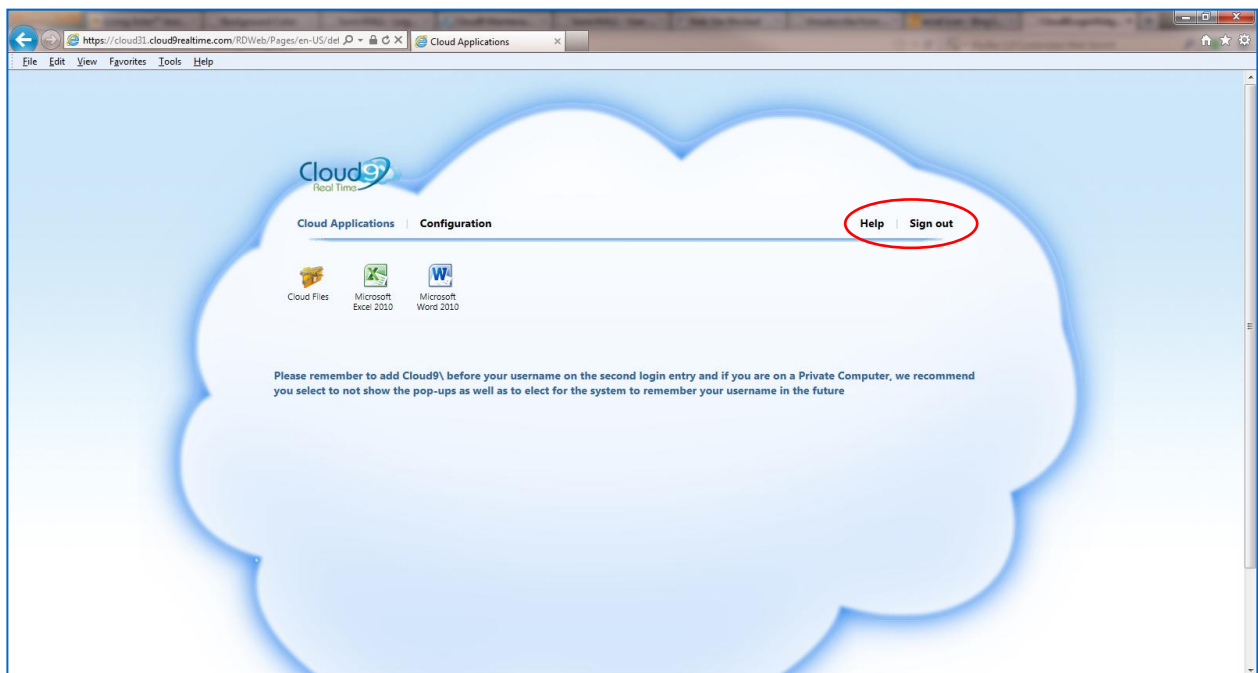 https://cloud31.cloud9realtime.com/RDWeb/Pages/en-US/def
Cloud Applications
File Edit View Favorites Tools Help
Cloud9
Real Time
Cloud Applications | Configuration
Help | Sign out
Cloud Files
Microsoft Excel 2010
Microsoft Word 2010
Please remember to add Cloud9\ before your username on the second login entry and if you are on a Private Computer, we recommend
you select to not show the pop-ups as well as to elect for the system to remember your username in the future